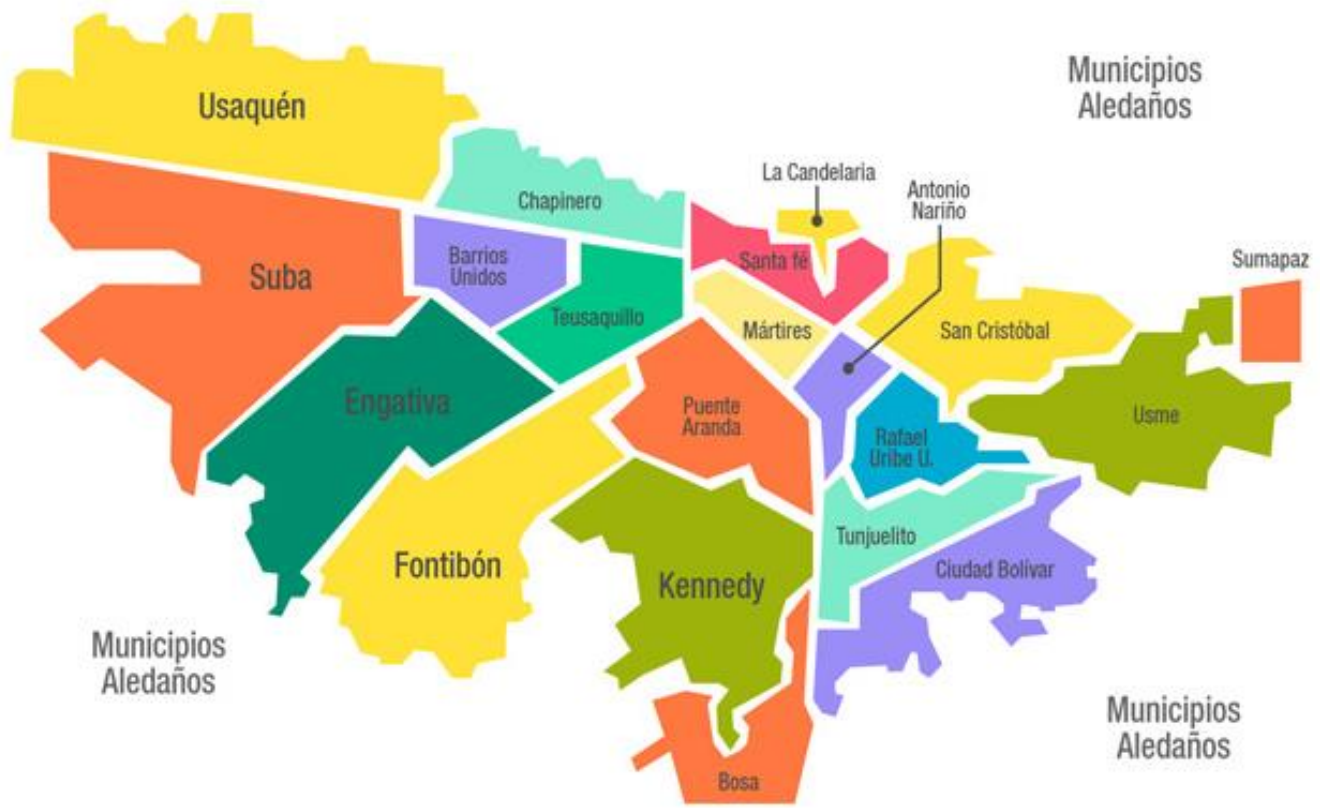 Municipios
Aledaños
Usaquén
La Candelaria
Antonio
Nariño
Chapinero
Barrios
Unidos
Santa fé
Sumapaz
Suba
Teusaquillo
Mártires
San Cristóbal
Engativa
Puente
Aranda
Usme
Rafael
Uribe U.
Tunjuelito
Fontibón
Kennedy
Ciudad Bolívar
Municipios
Aledaños
Municipios
Aledaños
Bosa